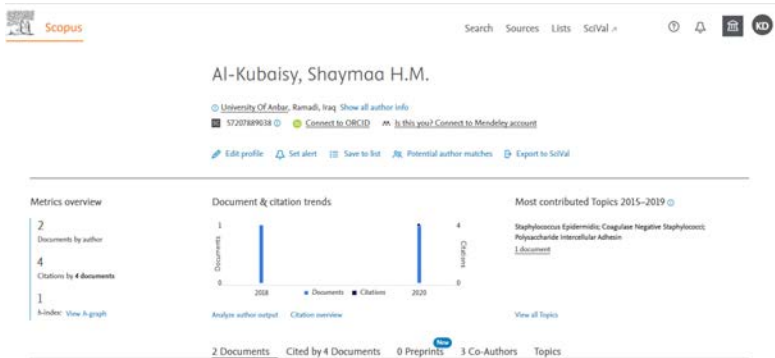 Scopus
Search Sources Lists SciVal
KD
Al-Kubaisy, Shaymaa H.M.
University Of Anbar, Ramadi, Iraq Show all author info
57207889038 Connect to ORCID Is this you? Connect to Mendeley account
Edit profile Set alert Save to list Potential author matches Export to SciVal
Metrics overview
2
Documents by author
4
Citations by 4 documents
1
h-index: View h-graph
Document & citation trends
1
Documents
0
4
Citations
0
2018
Documents Citations
2020
Analyze author output Citation overview
Most contributed Topics 2015–2019
Staphylococcus Epidermidis; Coagulase Negative Staphylococci;
Polysaccharide Intercellular Adhesin
1 document
View all Topics
New
2 Documents Cited by 4 Documents 0 Preprints 3 Co-Authors Topics